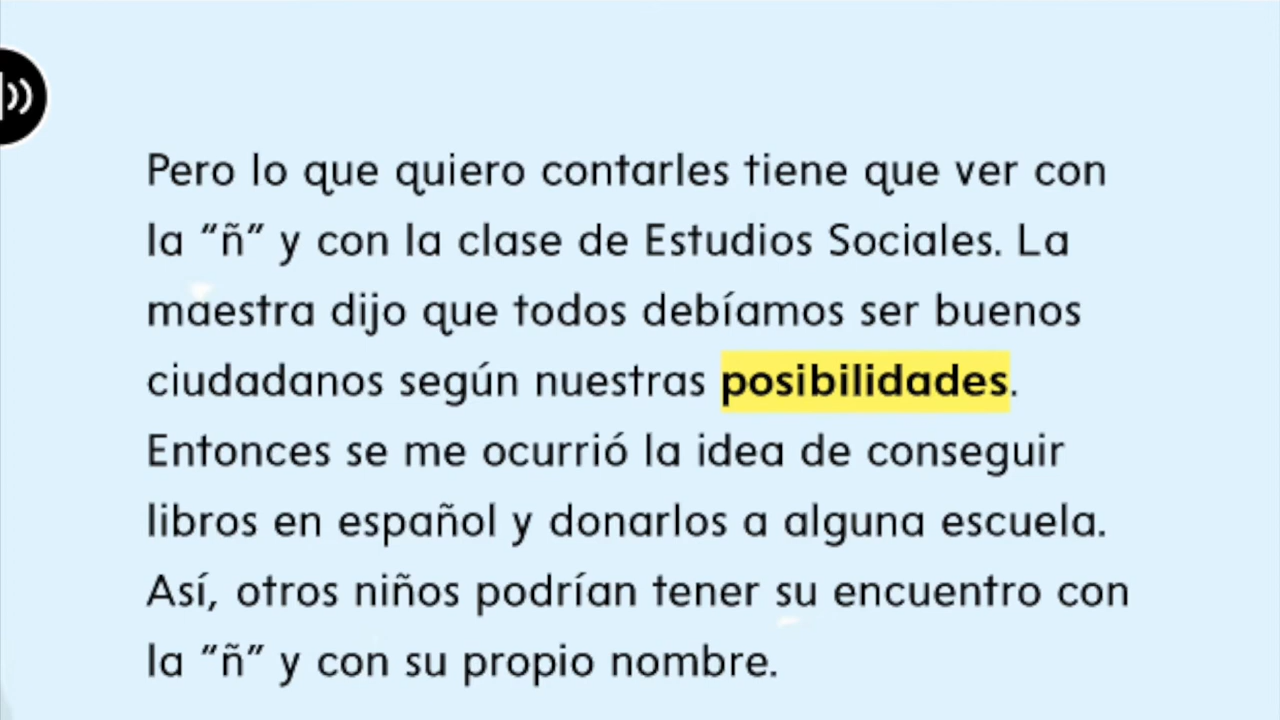 Pero lo que quiero contarles tiene que ver con
la “ñ” y con la clase de Estudios Sociales. La
maestra dijo que todos debíamos ser buenos
ciudadanos según nuestras posibilidades.
Entonces se me ocurrió la idea de conseguir
libros en español y donarlos a alguna escuela.
Así, otros niños podrían tener su encuentro con
la “ñ” y con su propio nombre.